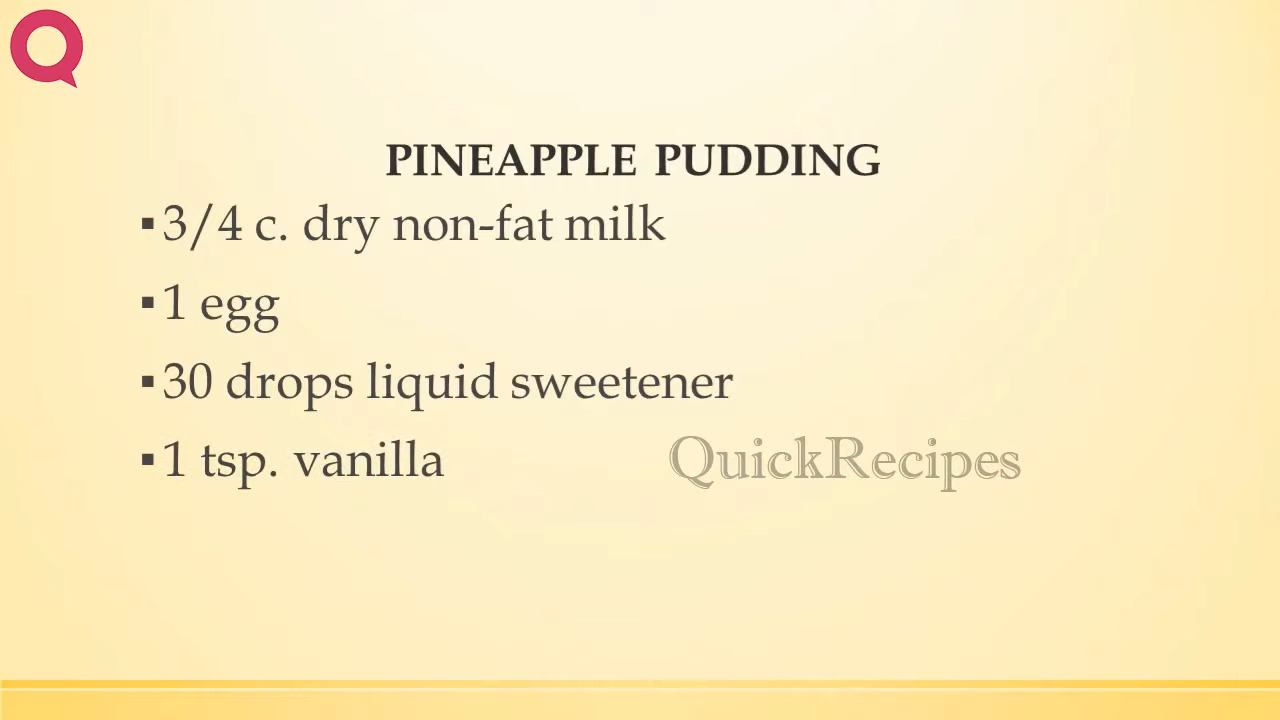 PINEAPPLE PUDDING
▪3/4 c. dry non-fat milk
▪1 egg
▪30 drops liquid sweetener
▪1 tsp. vanilla
QuickRecipes